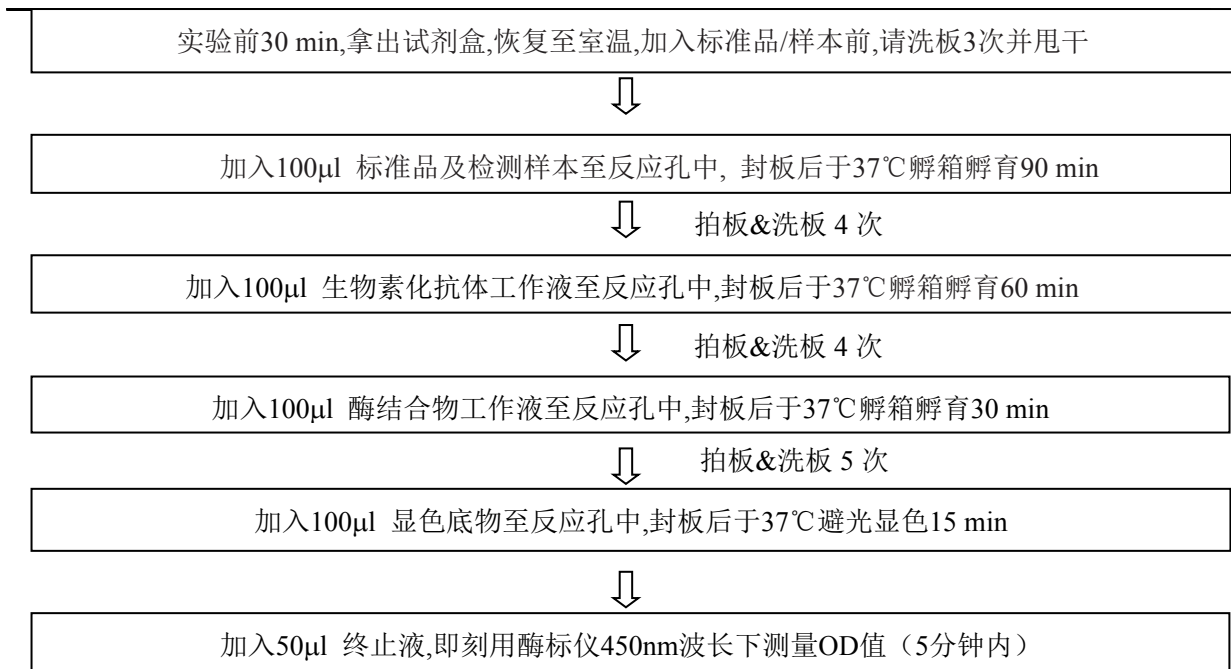 实验前30 min,拿出试剂盒,恢复至室温,加入标准品/样本前,请洗板3次并甩干
加入100μl 标准品及检测样本至反应孔中, 封板后于37℃孵箱孵育90 min
拍板&洗板 4 次
加入100μl 生物素化抗体工作液至反应孔中,封板后于37℃孵箱孵育60 min
拍板&洗板 4 次
加入100μl 酶结合物工作液至反应孔中,封板后于37℃孵箱孵育30 min
拍板&洗板 5 次
加入100μl 显色底物至反应孔中,封板后于37℃避光显色15 min
加入50μl 终止液,即刻用酶标仪450nm波长下测量OD值（5分钟内）